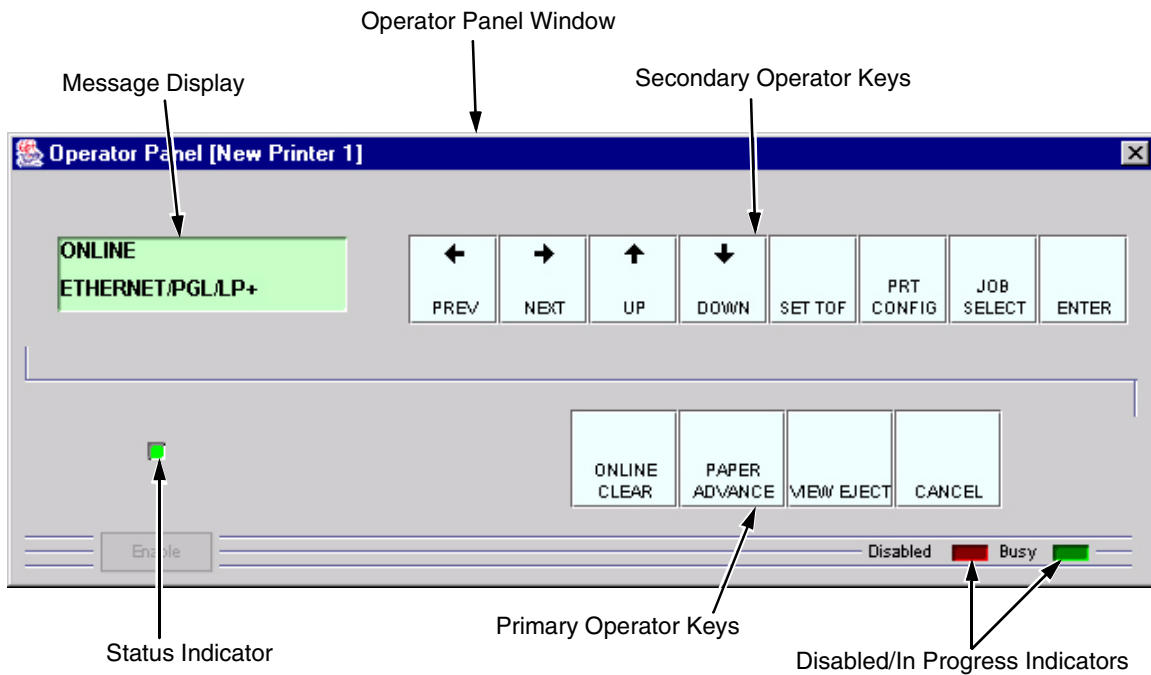 Operator Panel Window
Message Display
Secondary Operator Keys
Operator Panel [New Printer 1]
ONLINE
ETHERNET/PGL/LP+
PREV
NEXT
UP
DOWN
SET TOF
PRT
CONFIG
JOB
SELECT
ENTER
ONLINE
CLEAR
PAPER
ADVANCE
VIEW EJECT
CANCEL
Enable
Disabled
Busy
Primary Operator Keys
Status Indicator
Disabled/In Progress Indicators